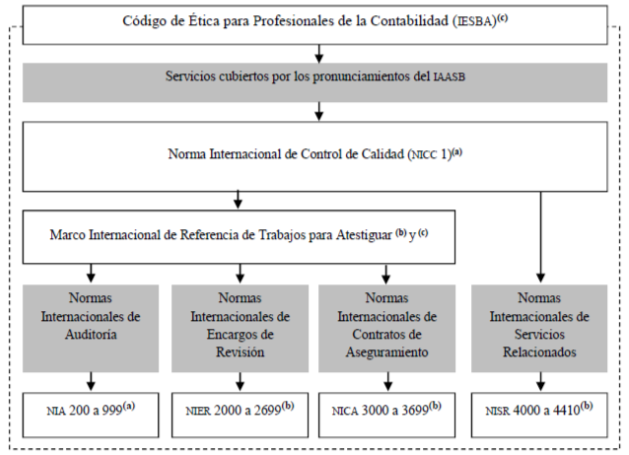 Código de Ética para Profesionales de la Contabilidad (IESBA)(c)
Servicios cubiertos por los pronunciamientos del IAASB
Norma Internacional de Control de Calidad (NICC 1)(a)
Marco Internacional de Referencia de Trabajos para Atestiguar (b) y (c)
Normas
Internacionales de
Auditoría
Normas
Internacionales de
Encargos de
Revisión
Normas
Internacionales de
Contratos de
Aseguramiento
Normas
Internacionales de
Servicios
Relacionados
NIA 200 a 999(a)
NIER 2000 a 2699(b)
NICA 3000 a 3699(b)
NISR 4000 a 4410(b)